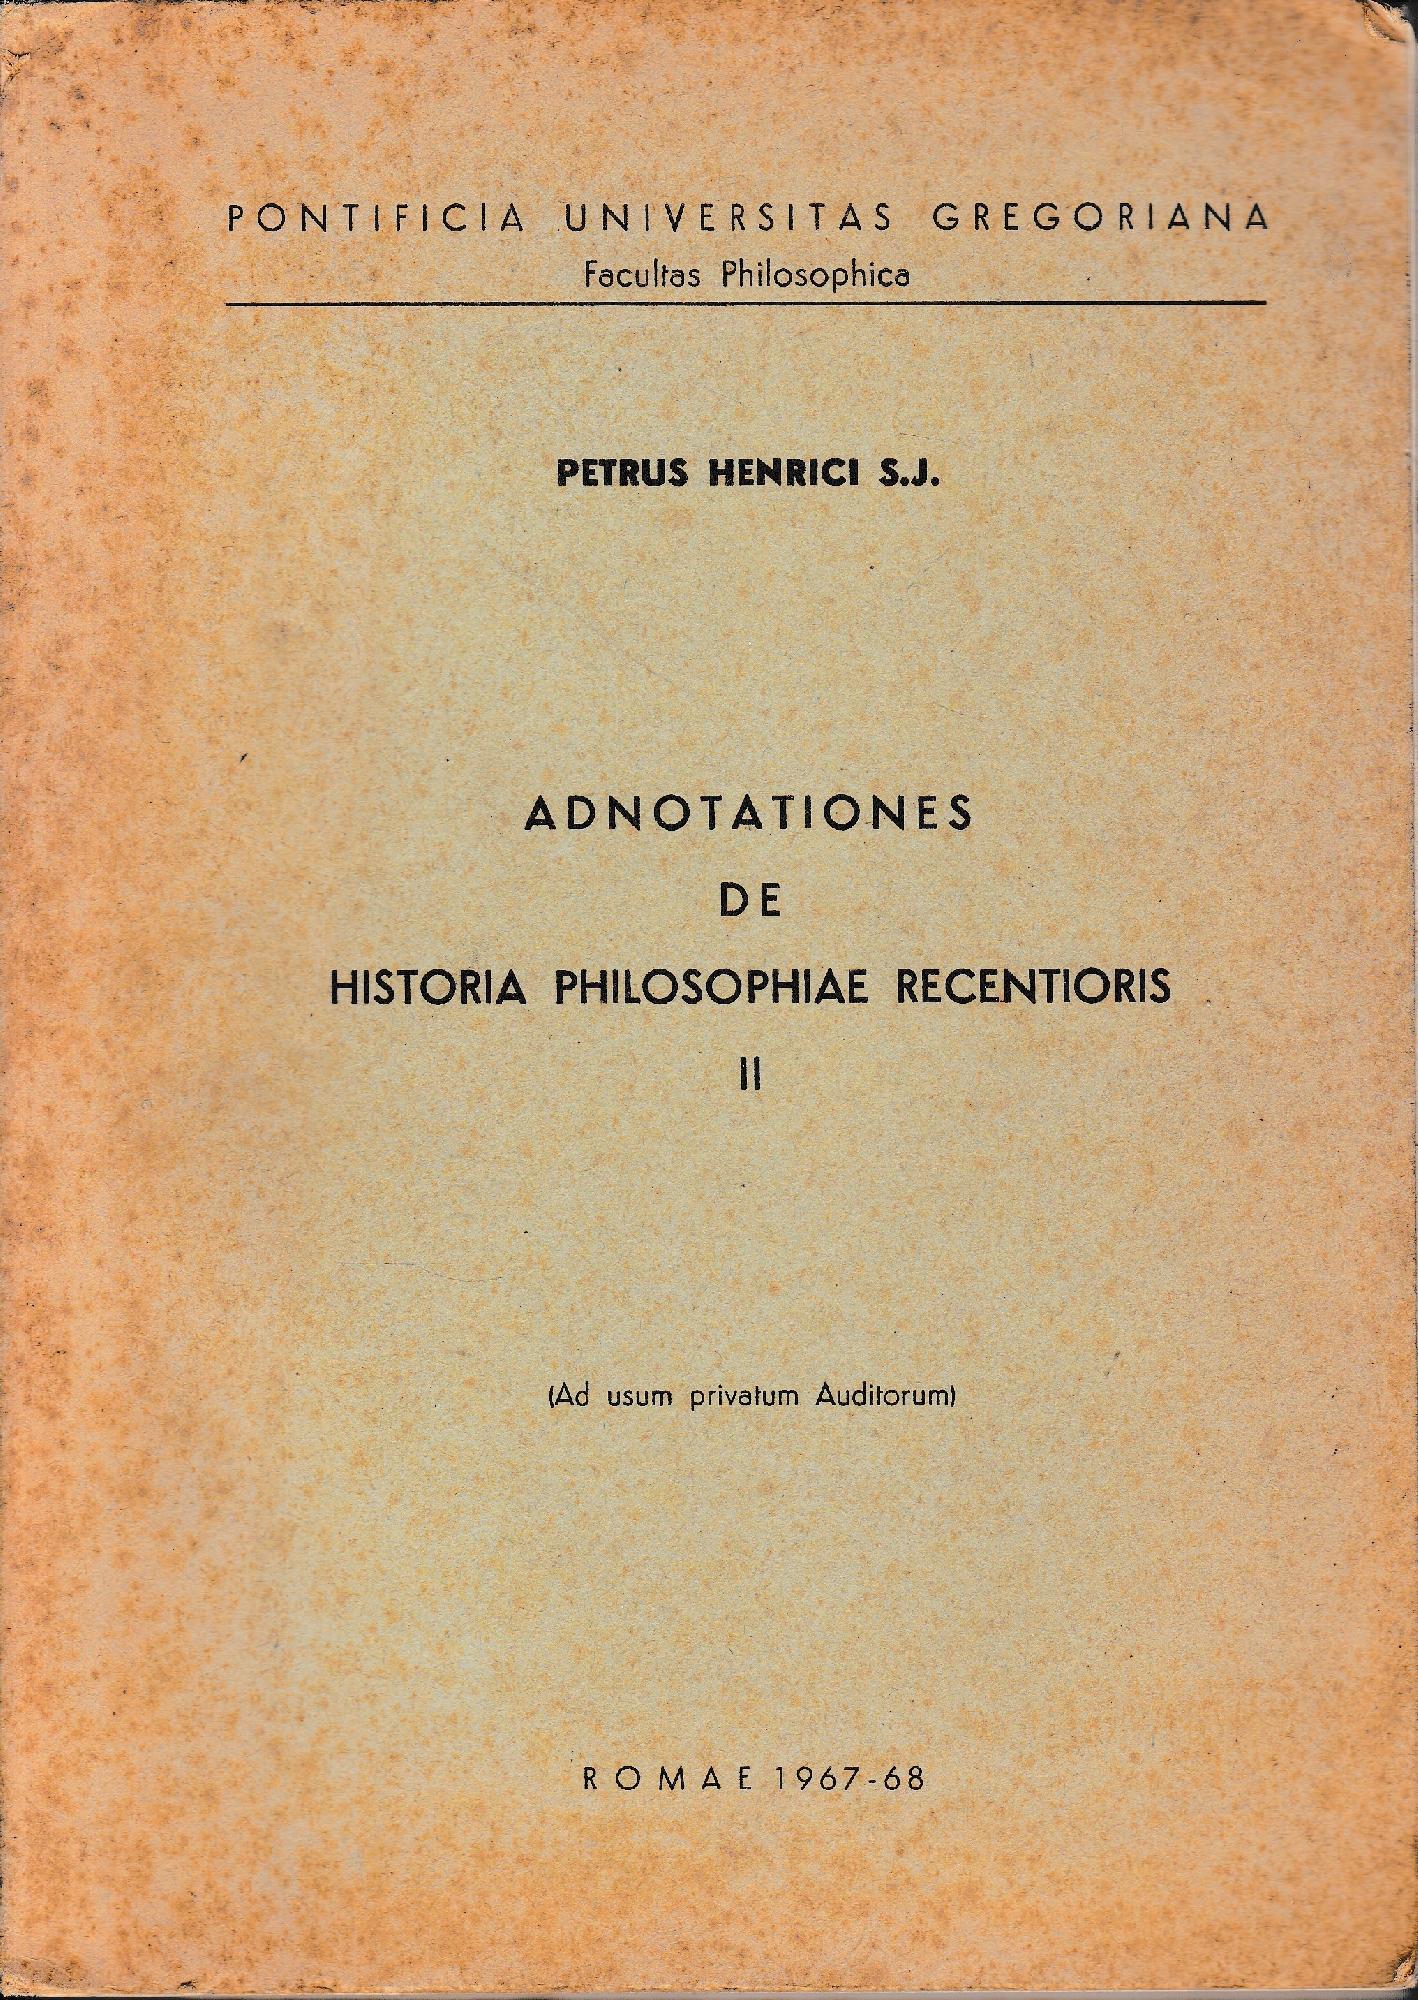 PONTIFICIA UNIVERSITAS GREGORIANA
Facultas Philosophica
PETRUS HENRICI S.J.
ADNOTATIONES
DE
HISTORIA PHILOSOPHIAE RECENTIORIS
II
(Ad usum privatum Auditorum)
ROMAE 1967-68